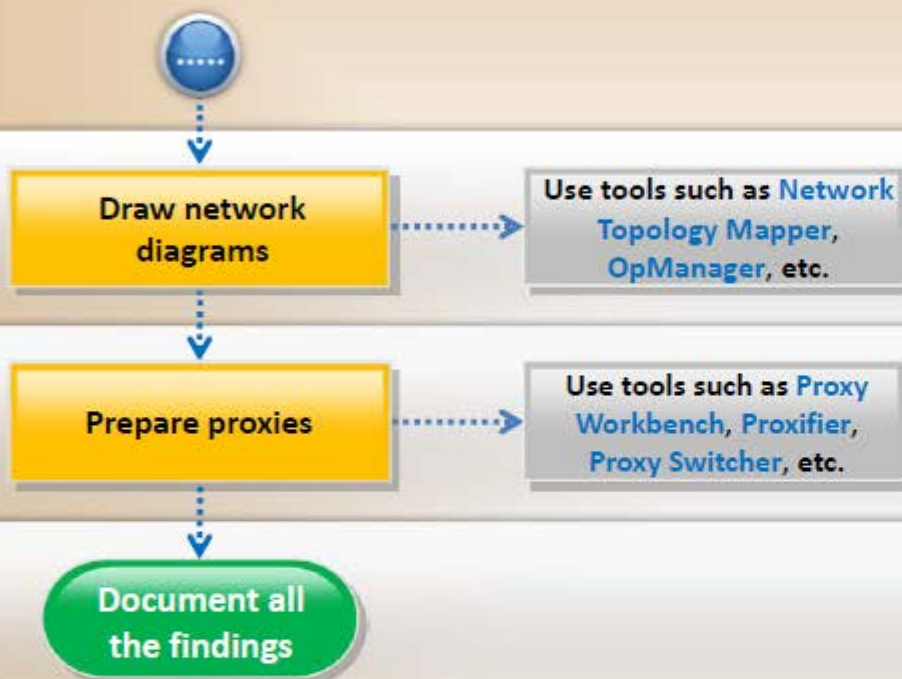 Draw network
diagrams
Use tools such as Network
Topology Mapper,
OpManager, etc.
Prepare proxies
Use tools such as Proxy
Workbench, Proxifier,
Proxy Switcher, etc.
Document all
the findings